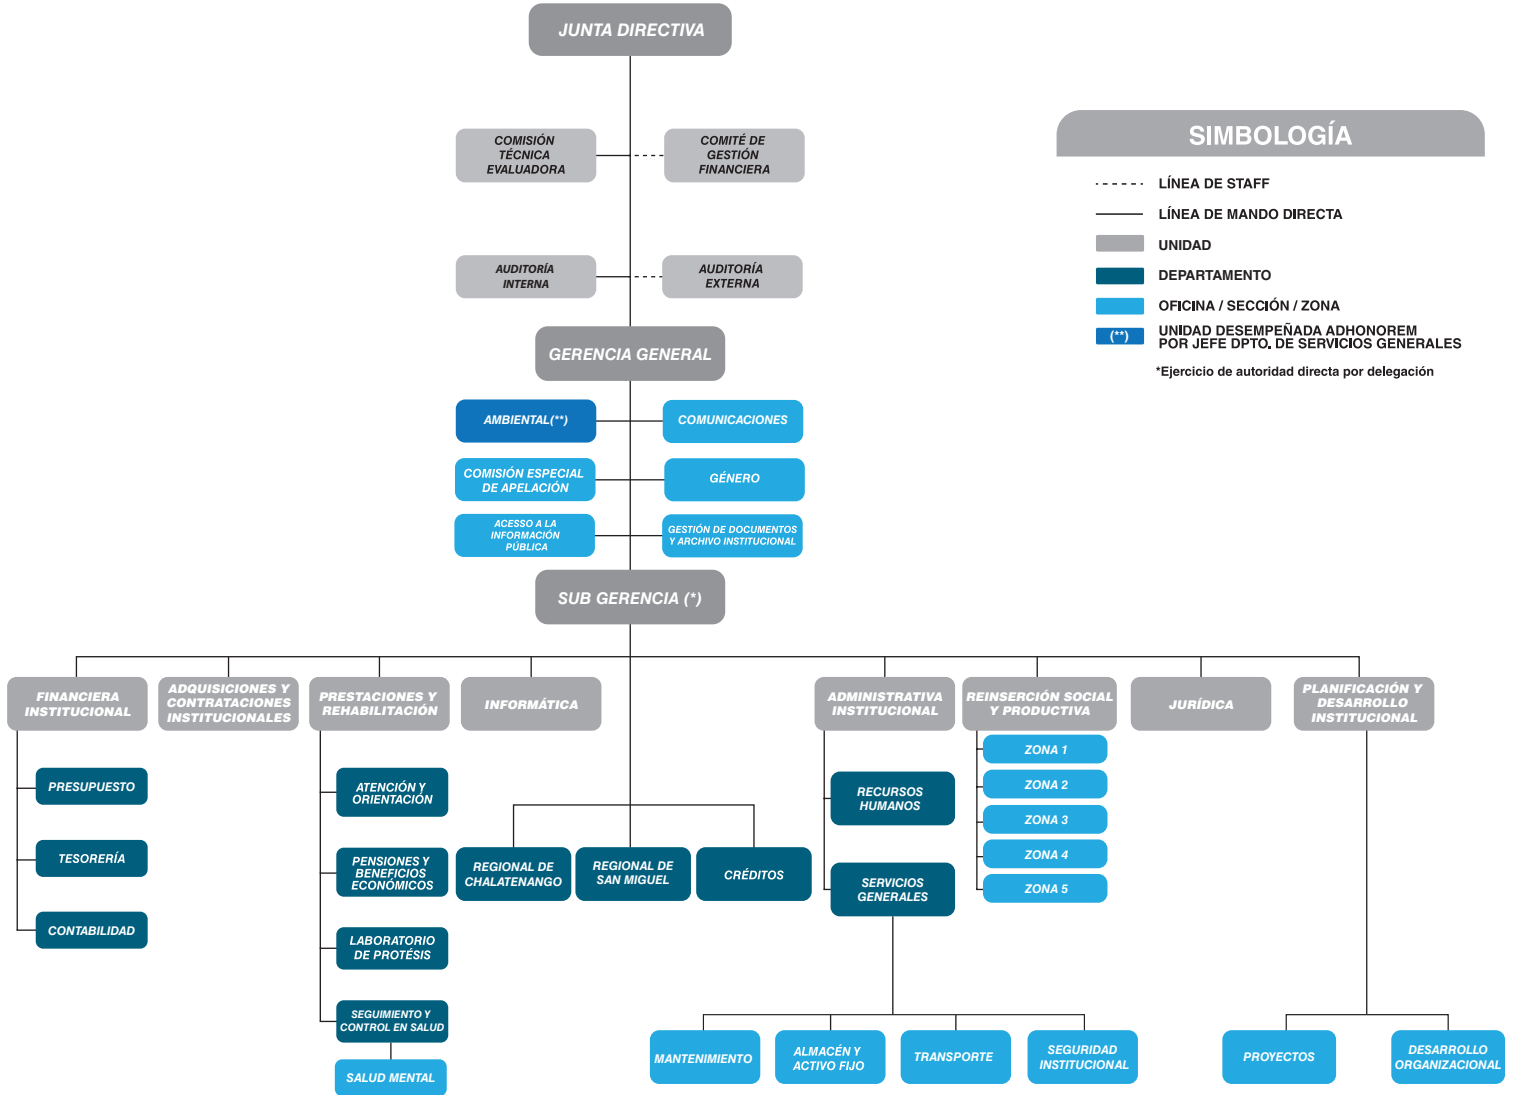 JUNTA DIRECTIVA
COMISIÓN
TÉCNICA
EVALUADORA
COMITÉ DE
GESTIÓN
FINANCIERA
AUDITORÍA
INTERNA
AUDITORÍA
EXTERNA
SIMBOLOGÍA
LÍNEA DE STAFF
LÍNEA DE MANDO DIRECTA
UNIDAD
DEPARTAMENTO
OFICINA / SECCIÓN / ZONA
(**)
UNIDAD DESEMPEÑADA ADHONOREM
POR JEFE DPTO. DE SERVICIOS GENERALES
*Ejercicio de autoridad directa por delegación
GERENCIA GENERAL
AMBIENTAL(**)
COMUNICACIONES
COMISIÓN ESPECIAL
DE APELACIÓN
GÉNERO
ACESSO A LA
INFORMACIÓN
PÚBLICA
GESTIÓN DE DOCUMENTOS
Y ARCHIVO INSTITUCIONAL
SUB GERENCIA (*)
FINANCIERA
INSTITUCIONAL
ADQUISICIONES Y
CONTRATACIONES
INSTITUCIONALES
PRESTACIONES Y
REHABILITACIÓN
INFORMÁTICA
ADMINISTRATIVA
INSTITUCIONAL
REINSERCIÓN SOCIAL
Y PRODUCTIVA
JURÍDICA
PLANIFICACIÓN Y
DESARROLLO
INSTITUCIONAL
PRESUPUESTO
TESORERÍA
CONTABILIDAD
ATENCIÓN Y
ORIENTACIÓN
PENSIONES Y
BENEFICIOS
ECONÓMICOS
LABORATORIO
DE PROTÉSIS
SEGUIMIENTO Y
CONTROL EN SALUD
SALUD MENTAL
REGIONAL DE
CHALATENANGO
REGIONAL DE
SAN MIGUEL
CRÉDITOS
RECURSOS
HUMANOS
SERVICIOS
GENERALES
ZONA 1
ZONA 2
ZONA 3
ZONA 4
ZONA 5
MANTENIMIENTO
ALMACÉN Y
ACTIVO FIJO
TRANSPORTE
SEGURIDAD
INSTITUCIONAL
PROYECTOS
DESARROLLO
ORGANIZACIONAL